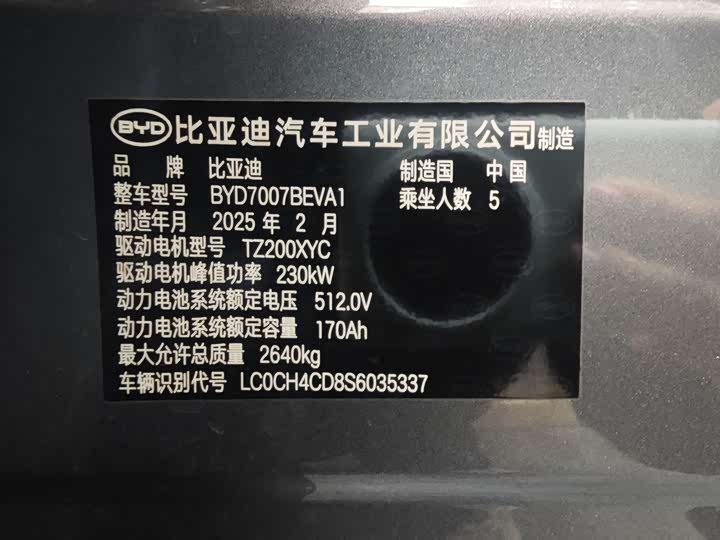 BYD 比亚迪汽车工业有限公司制造
品 牌 比亚迪 制造国 中国
整车型号 BYD7007BEVA1 乘坐人数 5
制造年月 2025 年 2 月
驱动电机型号 TZ200XYC
驱动电机峰值功率 230kW
动力电池系统额定电压 512.0V
动力电池系统额定容量 170Ah
最大允许总质量 2640kg
车辆识别代号 LC0CH4CD8S6035337